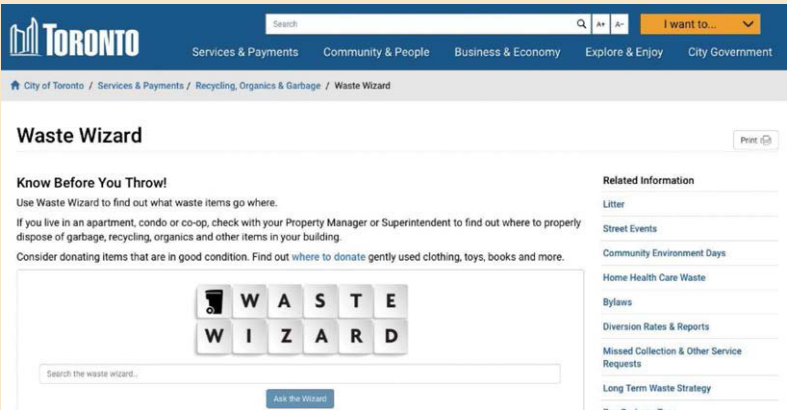 TORONTO
Search
A+ A-
I want to...
Services & Payments Community & People Business & Economy Explore & Enjoy City Government
City of Toronto / Services & Payments / Recycling, Organics & Garbage / Waste Wizard
Waste Wizard
Print
Know Before You Throw!
Use Waste Wizard to find out what waste items go where.
If you live in an apartment, condo or co-op, check with your Property Manager or Superintendent to find out where to properly
dispose of garbage, recycling, organics and other items in your building.
Consider donating items that are in good condition. Find out where to donate gently used clothing, toys, books and more.
WASTE
WIZARD
Search the waste wizard..
Ask the Wizard
Related Information
Litter
Street Events
Community Environment Days
Home Health Care Waste
Bylaws
Diversion Rates & Reports
Missed Collection & Other Service
Requests
Long Term Waste Strategy